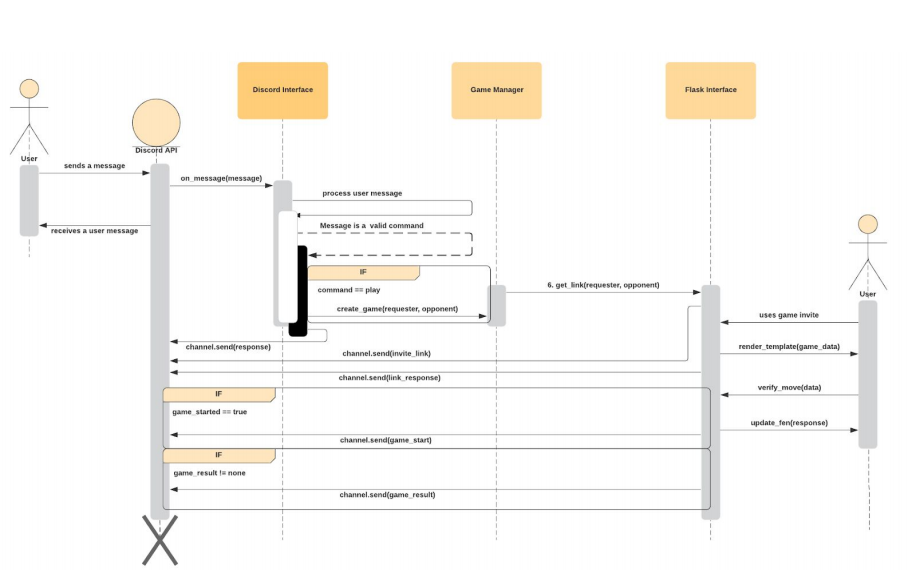 Discord Interface
Game Manager
Flask Interface
Discord API
User
sends a message
on_message(message)
process user message
receives a user message
Message is a valid command
IF
command == play
6. get_link(requester, opponent)
User
create_game(requester, opponent)
uses game invite
channel.send(response)
channel.send(invite_link)
render_template(game_data)
channel.send(link_response)
verify_move(data)
IF
game_started == true
update_fen(response)
channel.send(game_start)
IF
game_result != none
channel.send(game_result)